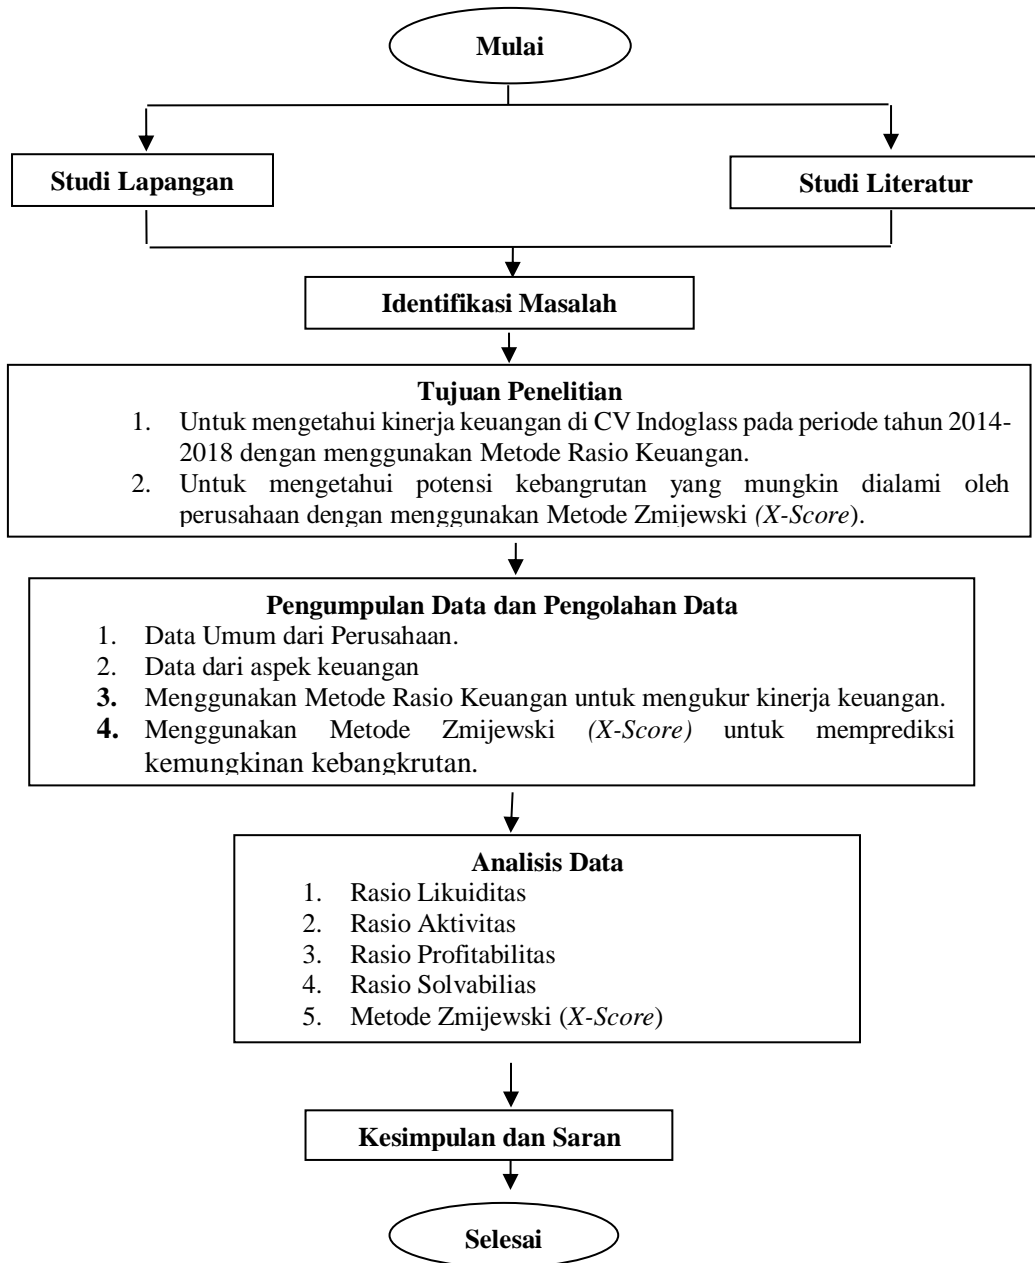 Mulai
Studi Lapangan
Studi Literatur
Identifikasi Masalah
Tujuan Penelitian
1. Untuk mengetahui kinerja keuangan di CV Indoglass pada periode tahun 2014-
2018 dengan menggunakan Metode Rasio Keuangan.
2. Untuk mengetahui potensi kebangrutan yang mungkin dialami oleh
perusahaan dengan menggunakan Metode Zmijewski (X-Score).
Pengumpulan Data dan Pengolahan Data
1. Data Umum dari Perusahaan.
2. Data dari aspek keuangan
3. Menggunakan Metode Rasio Keuangan untuk mengukur kinerja keuangan.
4. Menggunakan Metode Zmijewski (X-Score) untuk memprediksi
kemungkinan kebangkrutan.
Analisis Data
1. Rasio Likuiditas
2. Rasio Aktivitas
3. Rasio Profitabilitas
4. Rasio Solvabilias
5. Metode Zmijewski (X-Score)
Kesimpulan dan Saran
Selesai